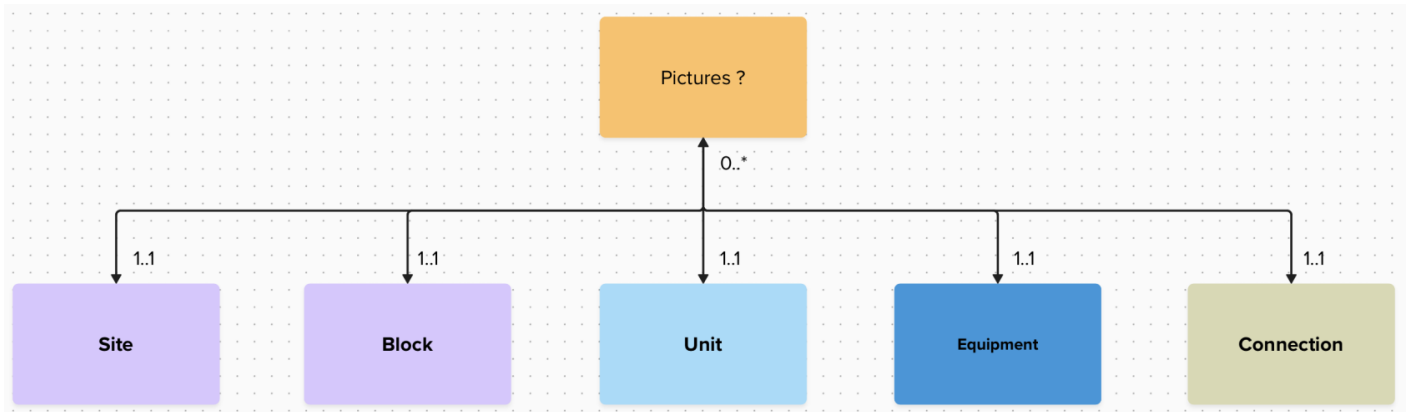 Pictures ?
0..*
1..1
1..1
1..1
1..1
1..1
Site
Block
Unit
Equipment
Connection